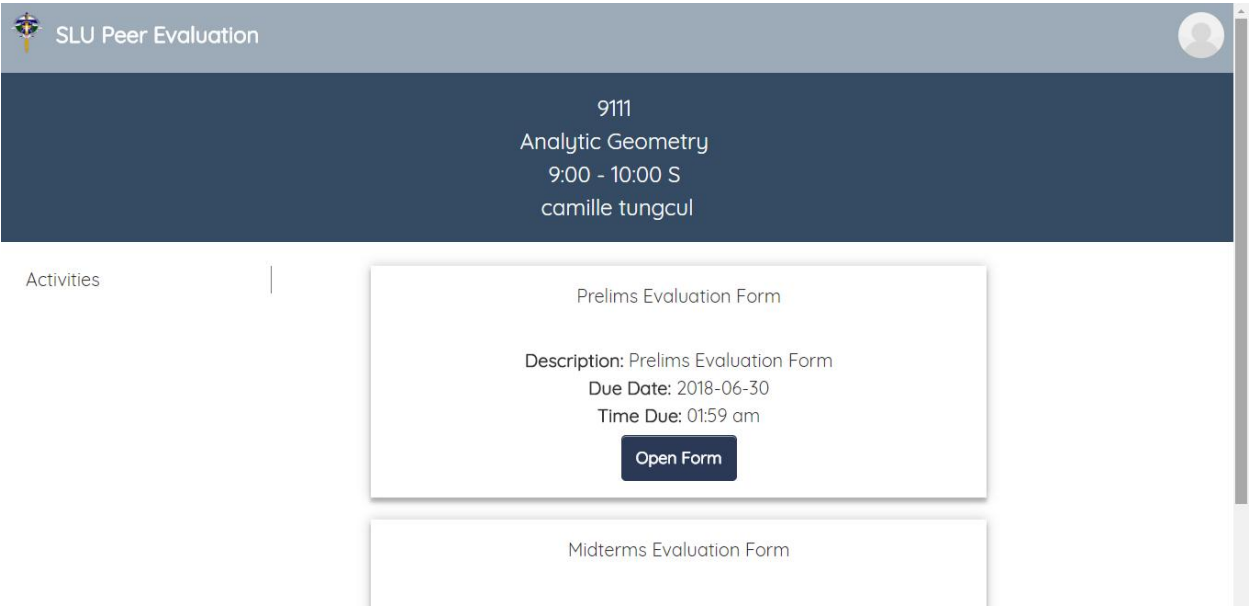 SLU Peer Evaluation
9111
Analytic Geometry
9:00 - 10:00 S
camille tungcul
Activities
Prelims Evaluation Form
Description: Prelims Evaluation Form
Due Date: 2018-06-30
Time Due: 01:59 am
Open Form
Midterms Evaluation Form